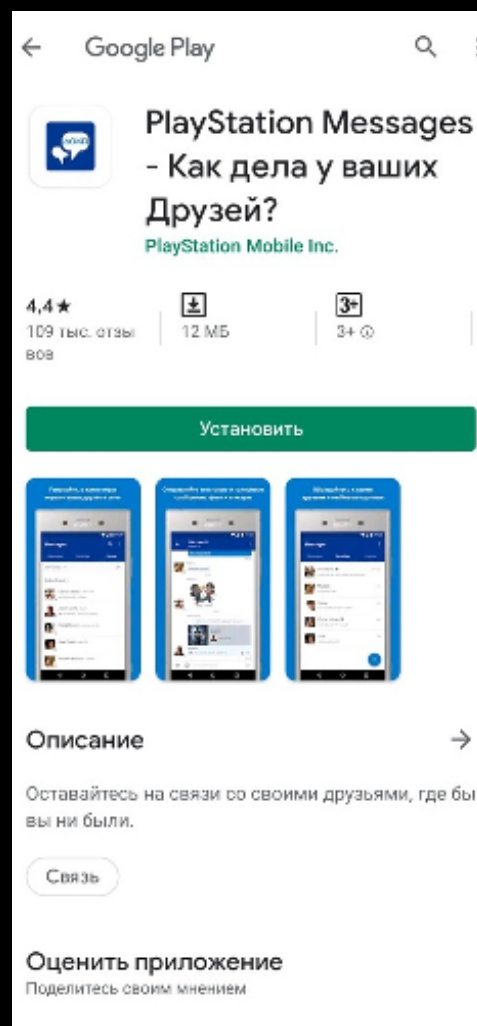 Google Play
PlayStation Messages
- Как дела у ваших
Друзей?
PlayStation Mobile Inc.
4,4★
109 тыс. отзы
вов
12 МБ
3+
3+
Установить
Messages
Описание
Оставайтесь на связи со своими друзьями, где бы
вы ни были.
Связь
Оценить приложение
Поделитесь своим мнением